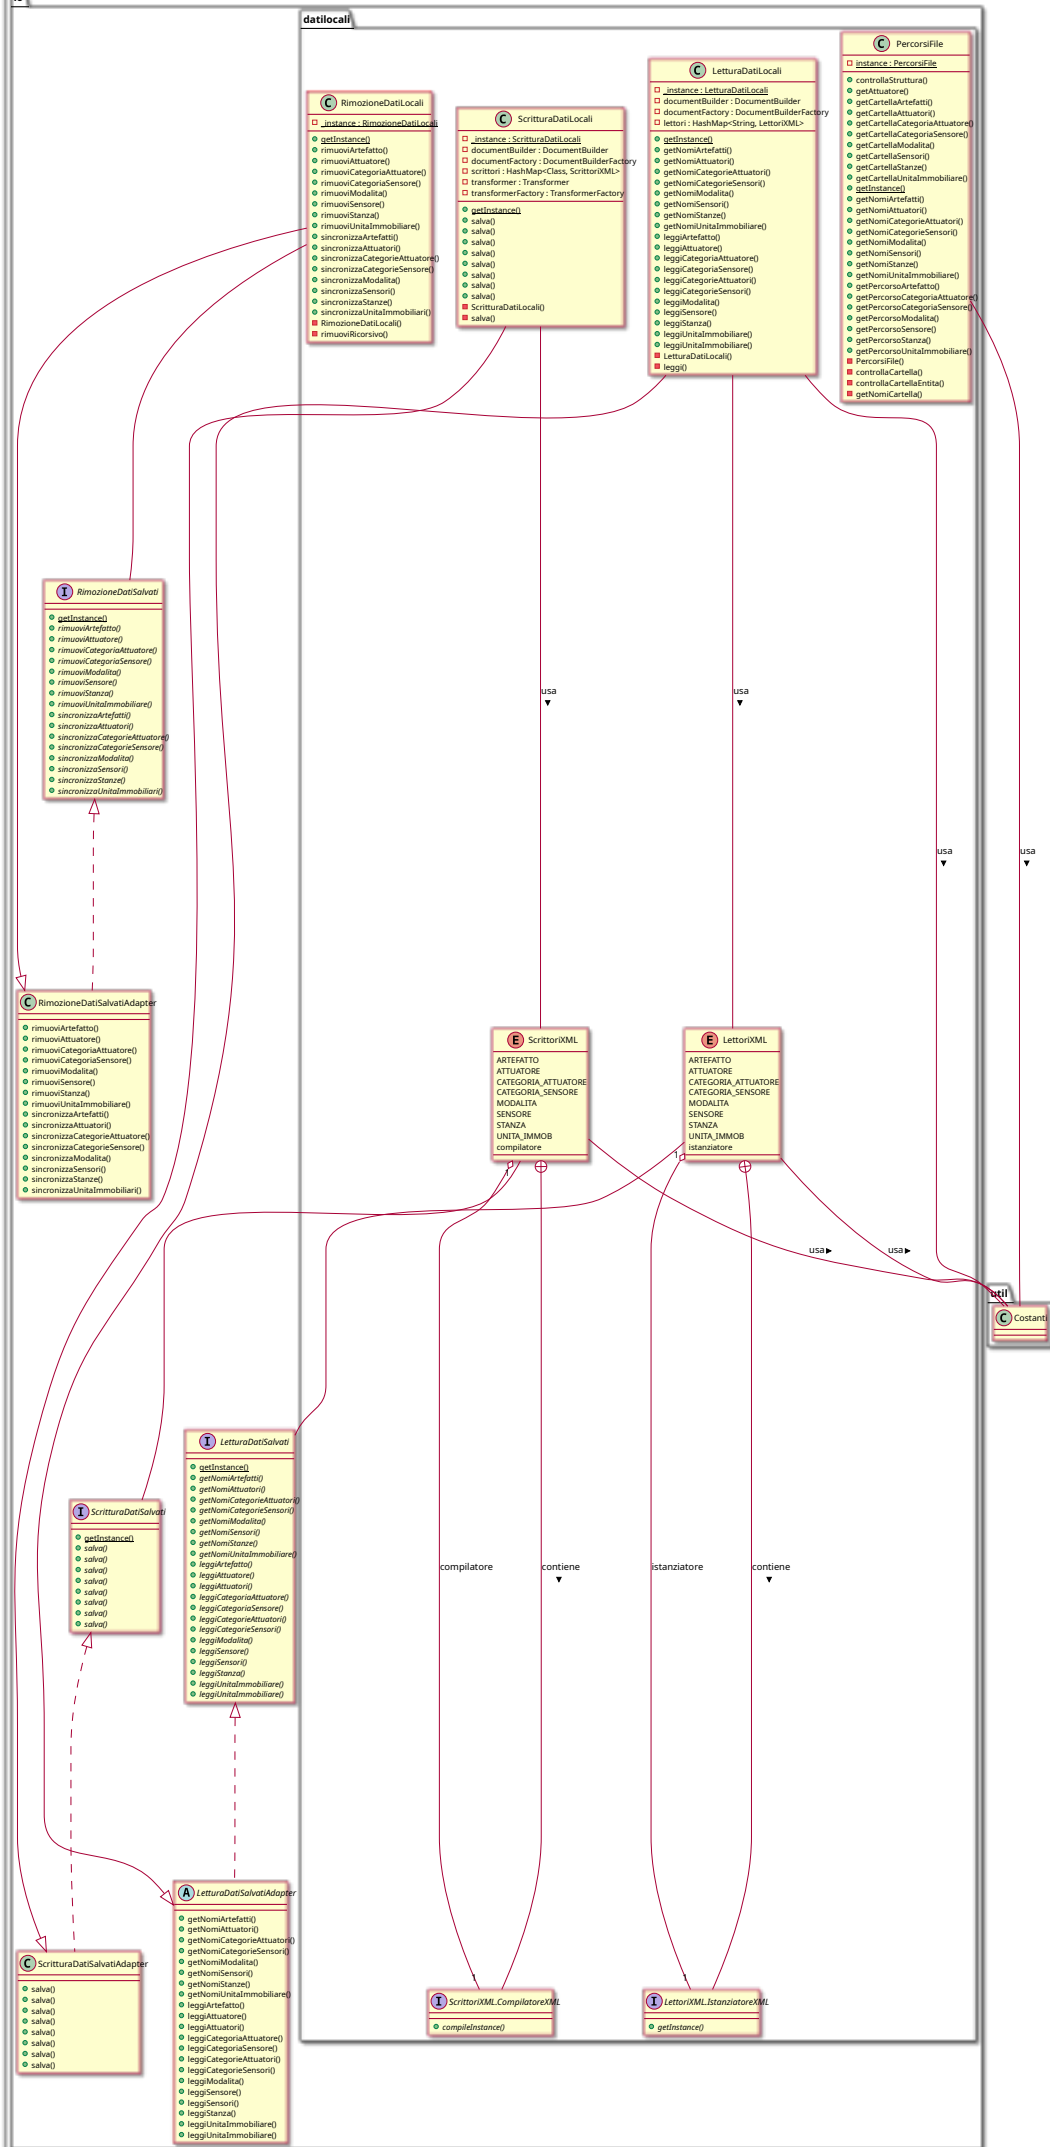 datilocali
PercorsiFile
instance : PercorsiFile
controllaStruttura()
getAttuatore()
getCartellaArtefatti()
getCartellaAttuatori()
getCartellaCategoriaAttuatore()
getCartellaCategoriaSensore()
getCartellaModalita()
getCartellaSensori()
getCartellaStanze()
getCartellaUnitaImmobiliare()
getInstance()
getNomiArtefatti()
getNomiAttuatori()
getNomiCategorieAttuatori()
getNomiCategorieSensori()
getNomiModalita()
getNomiSensori()
getNomiStanze()
getNomiUnitaImmobiliare()
getPercorsoArtefatto()
getPercorsoCategoriaAttuatore()
getPercorsoCategoriaSensore()
getPercorsoModalita()
getPercorsoSensore()
getPercorsoStanza()
getPercorsoUnitaImmobiliare()
PercorsiFile()
controllaCartella()
controllaCartellaEntita()
getNomiCartella()
LetturaDatiLocali
_instance : LetturaDatiLocali
documentBuilder : DocumentBuilder
documentFactory : DocumentBuilderFactory
lettori : HashMap<String, LettoriXML>
getInstance()
getNomiArtefatti()
getNomiAttuatori()
getNomiCategorieAttuatori()
getNomiCategorieSensori()
getNomiModalita()
getNomiSensori()
getNomiStanze()
getNomiUnitaImmobiliare()
leggiArtefatto()
leggiAttuatore()
leggiCategoriaAttuatore()
leggiCategoriaSensore()
leggiCategorieAttuatori()
leggiCategorieSensori()
leggiModalita()
leggiSensore()
leggiStanza()
leggiUnitaImmobiliare()
leggiUnitaImmobiliare()
LetturaDatiLocali()
leggi()
RimozioneDatiLocali
_instance : RimozioneDatiLocali
getInstance()
rimuoviArtefatto()
rimuoviAttuatore()
rimuoviCategoriaAttuatore()
rimuoviCategoriaSensore()
rimuoviModalita()
rimuoviSensore()
rimuoviStanza()
rimuoviUnitaImmobiliare()
sincronizzaArtefatti()
sincronizzaAttuatori()
sincronizzaCategorieAttuatore()
sincronizzaCategorieSensore()
sincronizzaModalita()
sincronizzaSensori()
sincronizzaStanze()
sincronizzaUnitaImmobiliari()
RimozioneDatiLocali()
rimuoviRicorsivo()
ScritturaDatiLocali
_instance : ScritturaDatiLocali
documentBuilder : DocumentBuilder
documentFactory : DocumentBuilderFactory
scrittori : HashMap<Class, ScrittoriXML>
transformer : Transformer
transformerFactory : TransformerFactory
getInstance()
salva()
salva()
salva()
salva()
salva()
salva()
salva()
salva()
ScritturaDatiLocali()
salva()
RimozioneDatiSalvati
getInstance()
rimuoviArtefatto()
rimuoviAttuatore()
rimuoviCategoriaAttuatore()
rimuoviCategoriaSensore()
rimuoviModalita()
rimuoviSensore()
rimuoviStanza()
rimuoviUnitaImmobiliare()
sincronizzaArtefatti()
sincronizzaAttuatori()
sincronizzaCategorieAttuatore()
sincronizzaCategorieSensore()
sincronizzaModalita()
sincronizzaSensori()
sincronizzaStanze()
sincronizzaUnitaImmobiliari()
usa
usa
usa
usa
RimozioneDatiSalvatiAdapter
rimuoviArtefatto()
rimuoviAttuatore()
rimuoviCategoriaAttuatore()
rimuoviCategoriaSensore()
rimuoviModalita()
rimuoviSensore()
rimuoviStanza()
rimuoviUnitaImmobiliare()
sincronizzaArtefatti()
sincronizzaAttuatori()
sincronizzaCategorieAttuatore()
sincronizzaCategorieSensore()
sincronizzaModalita()
sincronizzaSensori()
sincronizzaStanze()
sincronizzaUnitaImmobiliari()
ScrittoriXML
ARTEFATTO
ATTUATORE
CATEGORIA_ATTUATORE
CATEGORIA_SENSORE
MODALITA
SENSORE
STANZA
UNITA_IMMOB
compilatore
LettoriXML
ARTEFATTO
ATTUATORE
CATEGORIA_ATTUATORE
CATEGORIA_SENSORE
MODALITA
SENSORE
STANZA
UNITA_IMMOB
istanziatore
1
1
usa
usa
util
Costanti
LetturaDatiSalvati
getInstance()
getNomiArtefatti()
getNomiAttuatori()
getNomiCategorieAttuatori()
getNomiCategorieSensori()
getNomiModalita()
getNomiSensori()
getNomiStanze()
getNomiUnitaImmobiliare()
leggiArtefatto()
leggiAttuatore()
leggiAttuatori()
leggiCategoriaAttuatore()
leggiCategoriaSensore()
leggiCategorieAttuatori()
leggiCategorieSensori()
leggiModalita()
leggiSensore()
leggiSensori()
leggiStanza()
leggiUnitaImmobiliare()
leggiUnitaImmobiliare()
ScritturaDatiSalvati
getInstance()
salva()
salva()
salva()
salva()
salva()
salva()
salva()
salva()
compilatore
contiene
istanziatore
contiene
LetturaDatiSalvatiAdapter
getNomiArtefatti()
getNomiAttuatori()
getNomiCategorieAttuatori()
getNomiCategorieSensori()
getNomiModalita()
getNomiSensori()
getNomiStanze()
getNomiUnitaImmobiliare()
leggiArtefatto()
leggiAttuatore()
leggiAttuatori()
leggiCategoriaAttuatore()
leggiCategoriaSensore()
leggiCategorieAttuatori()
leggiCategorieSensori()
leggiModalita()
leggiSensore()
leggiSensori()
leggiStanza()
leggiUnitaImmobiliare()
leggiUnitaImmobiliare()
ScritturaDatiSalvatiAdapter
salva()
salva()
salva()
salva()
salva()
salva()
salva()
salva()
1
1
ScrittoriXML.CompilatoreXML
compileInstance()
LettoriXML.IstanziatoreXML
getInstance()